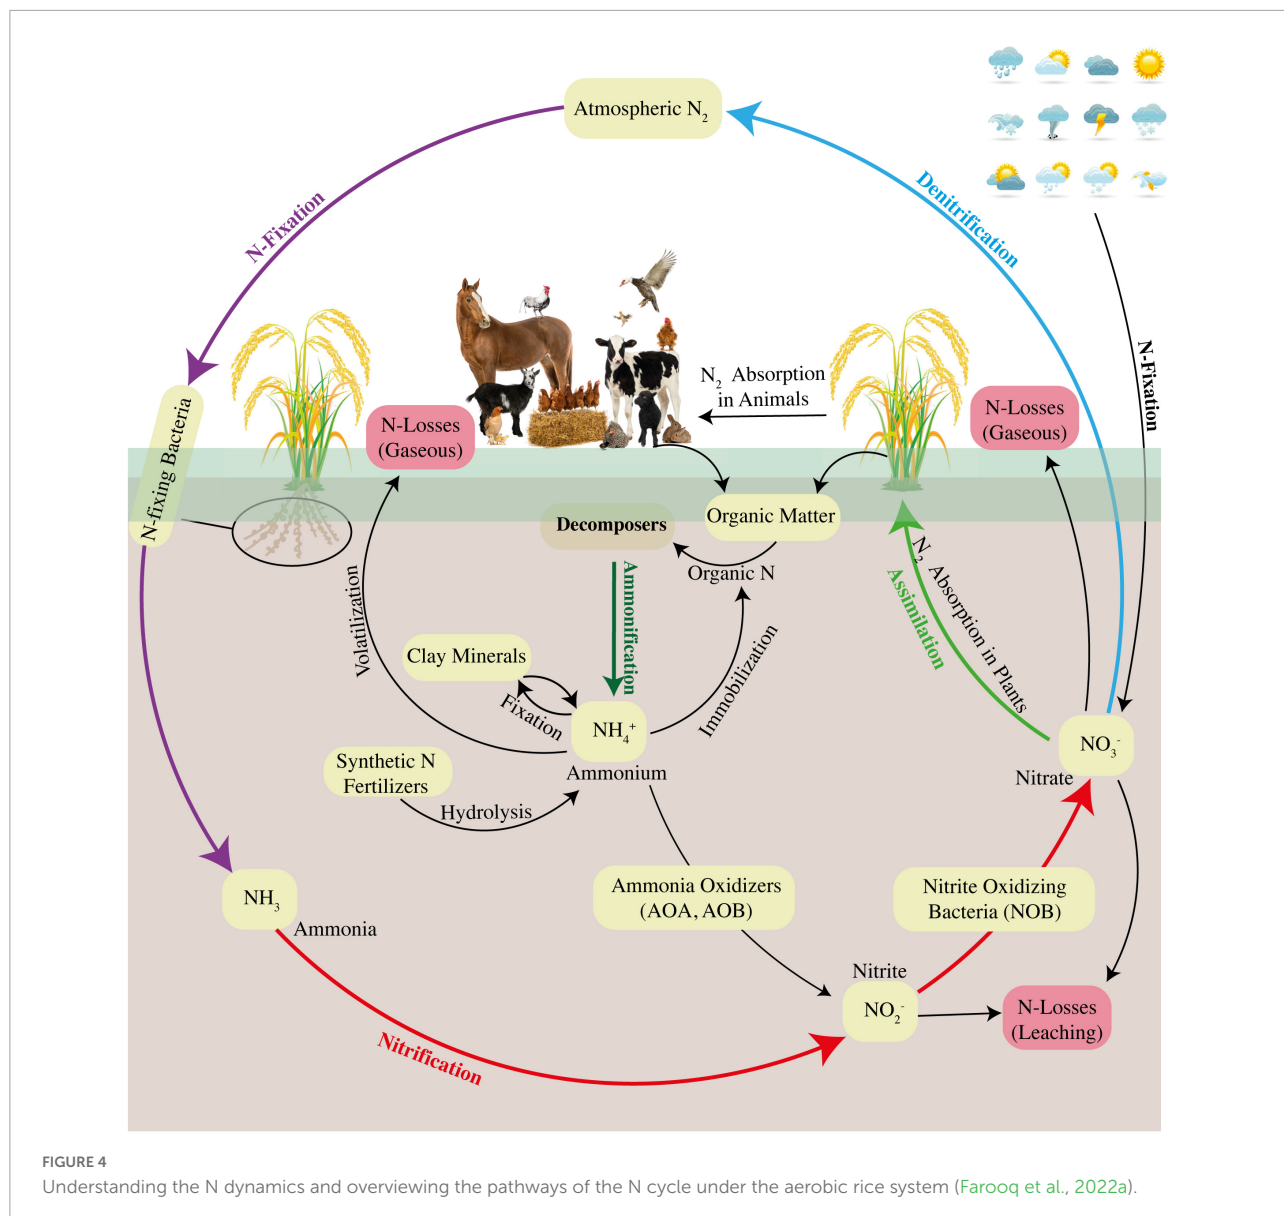 Atmospheric N₂
N-Fixation
Denitrification
N-Fixation
N₂ Absorption
in Animals
N-Losses
(Gaseous)
N-Losses
(Gaseous)
N-fixing Bacteria
Decomposers
Organic Matter
Organic N
Ammonification
Volatilization
N₂ Absorption in Plants
Assimilation
Clay Minerals
Fixation
Immobilization
NH₄⁺
Ammonium
Synthetic N
Fertilizers
Hydrolysis
NO₃⁻
Nitrate
NH₃
Ammonia
Ammonia Oxidizers
(AOA, AOB)
Nitrite Oxidizing
Bacteria (NOB)
Nitrite
NO₂⁻
N-Losses
(Leaching)
Nitrification
FIGURE 4
Understanding the N dynamics and overviewing the pathways of the N cycle under the aerobic rice system (Farooq et al., 2022a).